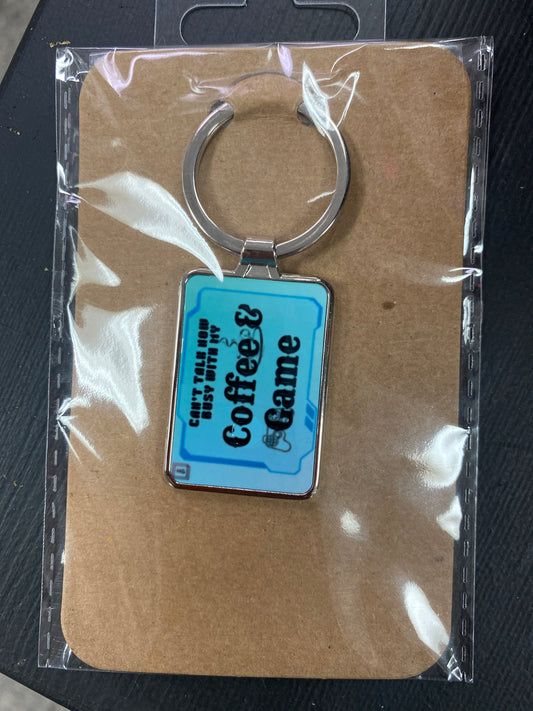 CAN'T TALK NOW
BUSY WITH MY
Coffee &
Game